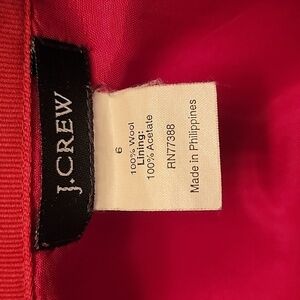 J.CREW
6
100% Wool
Lining:
100% Acetate
RN77388
Made in Philippines